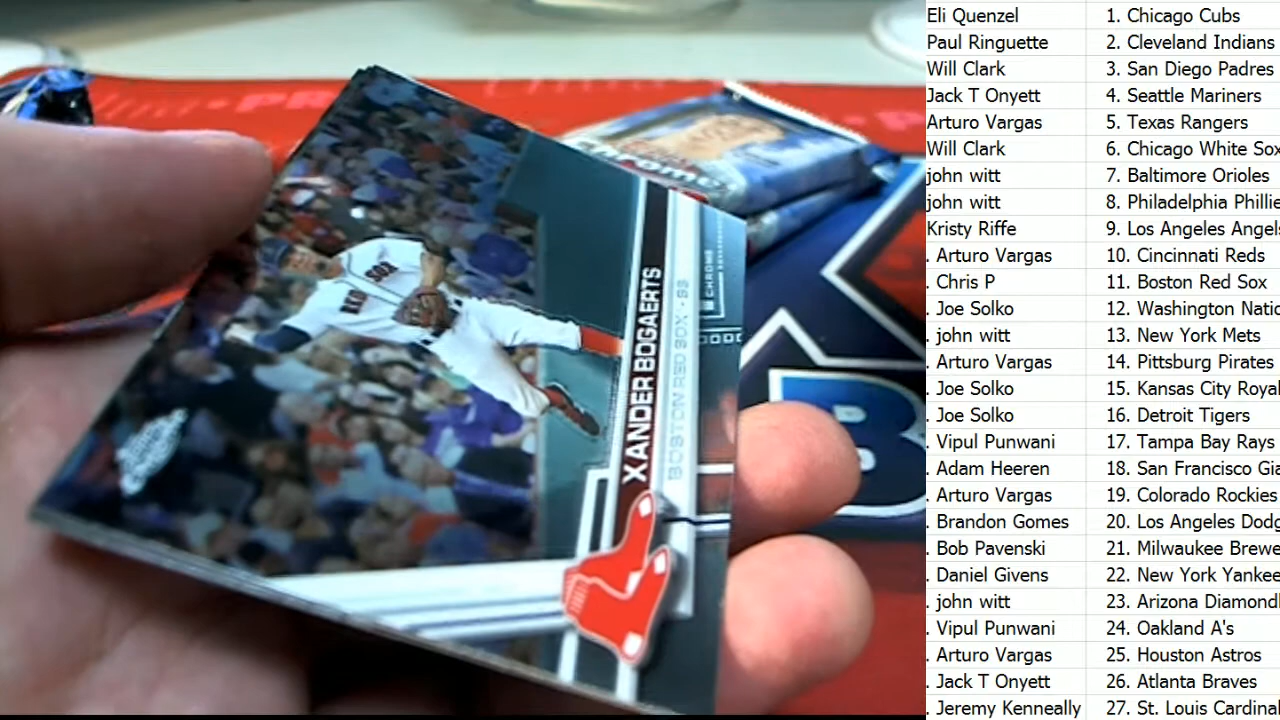 XANDER BOGAERTS
BOSTON RED SOX • SS
CHROME
RED SOX
Chrome
B
Eli Quenzel 1. Chicago Cubs
Paul Ringuette 2. Cleveland Indians
Will Clark 3. San Diego Padres
Jack T Onyett 4. Seattle Mariners
Arturo Vargas 5. Texas Rangers
Will Clark 6. Chicago White Sox
john witt 7. Baltimore Orioles
john witt 8. Philadelphia Phillie
Kristy Riffe 9. Los Angeles Angels
. Arturo Vargas 10. Cincinnati Reds
. Chris P 11. Boston Red Sox
. Joe Solko 12. Washington Natio
. john witt 13. New York Mets
. Arturo Vargas 14. Pittsburg Pirates
. Joe Solko 15. Kansas City Royal
. Joe Solko 16. Detroit Tigers
. Vipul Punwani 17. Tampa Bay Rays
. Adam Heeren 18. San Francisco Gia
. Arturo Vargas 19. Colorado Rockies
. Brandon Gomes 20. Los Angeles Dodg
. Bob Pavenski 21. Milwaukee Brewe
. Daniel Givens 22. New York Yankee
. john witt 23. Arizona Diamondl
. Vipul Punwani 24. Oakland A's
. Arturo Vargas 25. Houston Astros
. Jack T Onyett 26. Atlanta Braves
. Jeremy Kenneally 27. St. Louis Cardinal